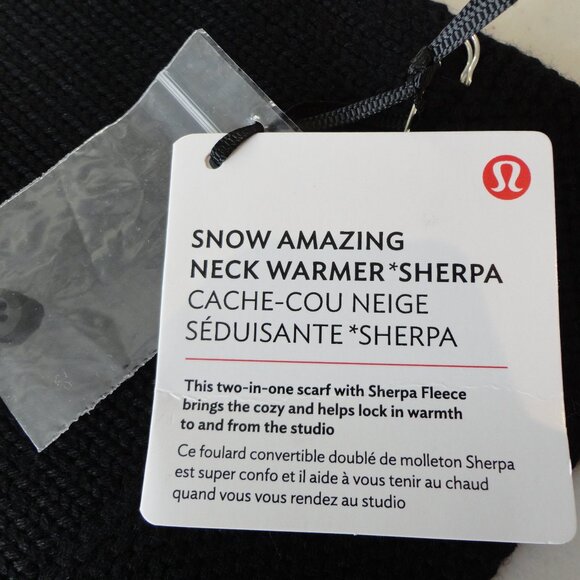 SNOW AMAZING
NECK WARMER*SHERPA
CACHE-COU NEIGE
SÉDUISANTE*SHERPA
This two-in-one scarf with Sherpa Fleece
brings the cozy and helps lock in warmth
to and from the studio
Ce foulard convertible doublé de molleton Sherpa
est super confo et il aide à vous tenir au chaud
quand vous vous rendez au studio